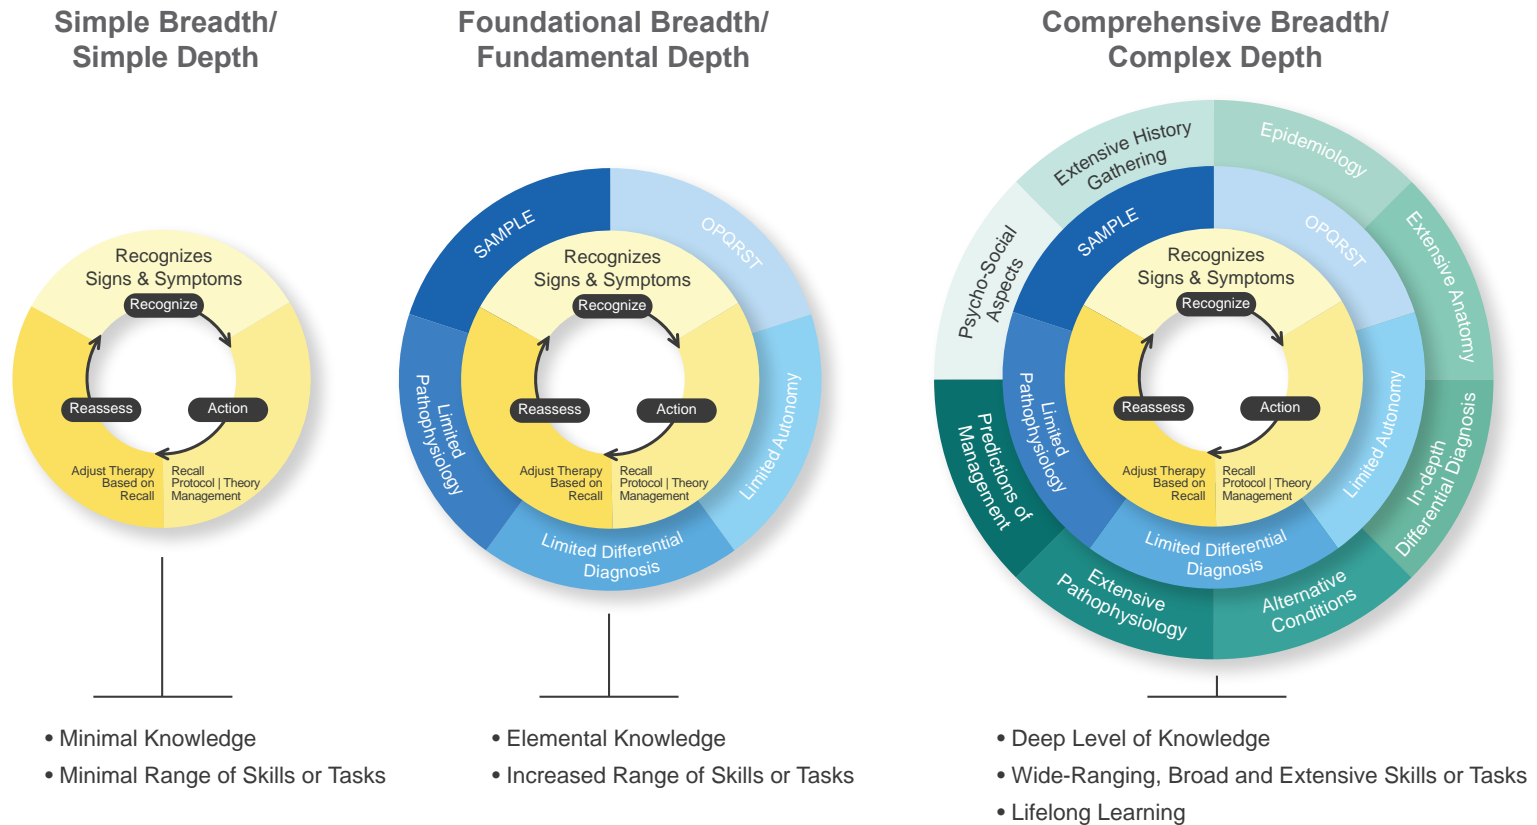 Simple Breadth/
Simple Depth
Recognizes
Signs & Symptoms
Recognize
Reassess
Action
Adjust Therapy
Based on
Recall
Recall
Protocol | Theory
Management
• Minimal Knowledge
• Minimal Range of Skills or Tasks
Foundational Breadth/
Fundamental Depth
SAMPLE
OPQRST
Recognizes
Signs & Symptoms
Recognize
Reassess
Action
Adjust Therapy
Based on
Recall
Recall
Protocol | Theory
Management
Limited
Pathophysiology
Limited Autonomy
Limited Differential
Diagnosis
• Elemental Knowledge
• Increased Range of Skills or Tasks
Comprehensive Breadth/
Complex Depth
Extensive History
Gathering
Epidemiology
Psycho-Social
Aspects
Extensive Anatomy
SAMPLE
OPQRST
Recognizes
Signs & Symptoms
Recognize
Reassess
Action
Adjust Therapy
Based on
Recall
Recall
Protocol | Theory
Management
Limited
Pathophysiology
Limited Autonomy
Limited Differential
Diagnosis
Predictions of
Management
In-depth
Differential Diagnosis
Extensive
Pathophysiology
Alternative
Conditions
• Deep Level of Knowledge
• Wide-Ranging, Broad and Extensive Skills or Tasks
• Lifelong Learning